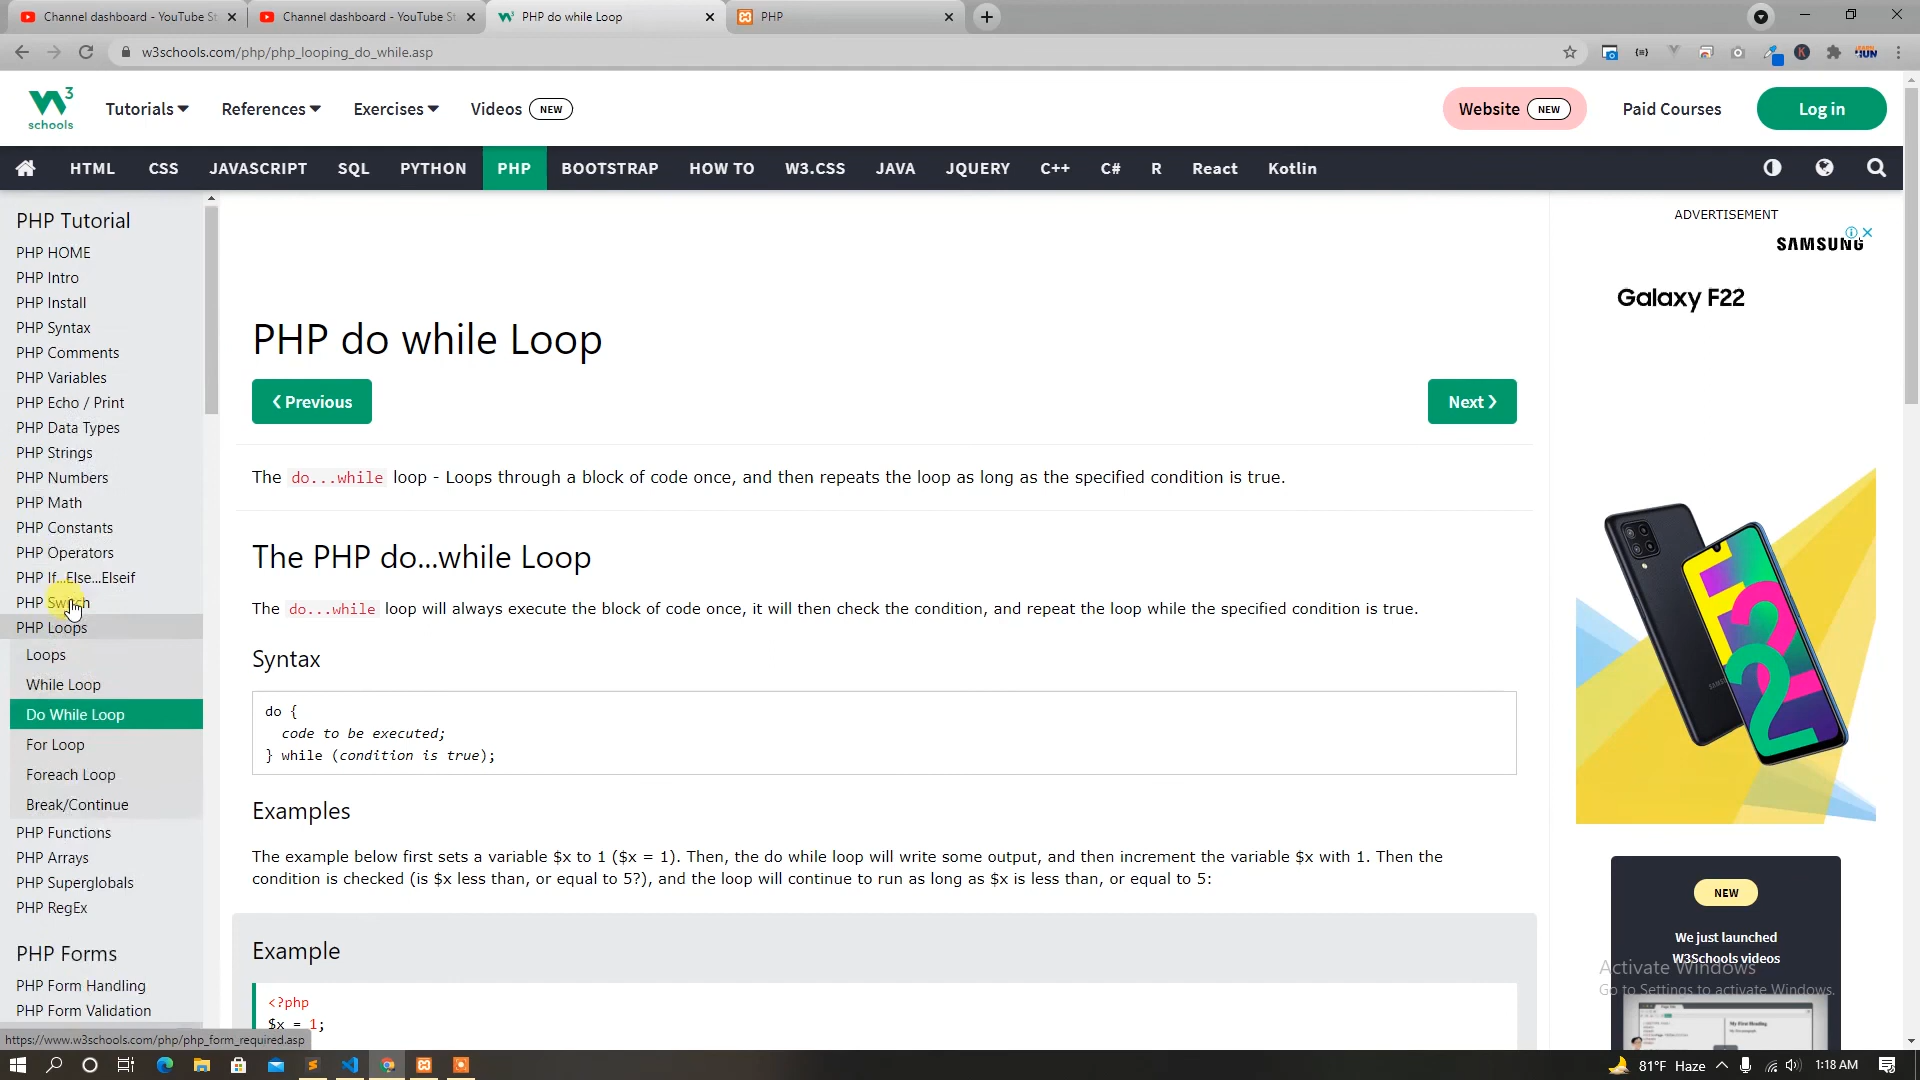 Channel dashboard - YouTube St
Channel dashboard - YouTube St
PHP do while Loop
PHP
w3schools.com/php/php_looping_do_while.asp
3
schools
Tutorials
References
Exercises
Videos NEW
Website NEW
Paid Courses
Log in
HTML CSS JAVASCRIPT SQL PYTHON PHP BOOTSTRAP HOW TO W3.CSS JAVA JQUERY C++ C# R React Kotlin
PHP Tutorial
PHP HOME
PHP Intro
PHP Install
PHP Syntax
PHP Comments
PHP Variables
PHP Echo / Print
PHP Data Types
PHP Strings
PHP Numbers
PHP Math
PHP Constants
PHP Operators
PHP If...Else...Elseif
PHP Switch
PHP Loops
Loops
While Loop
Do While Loop
For Loop
Foreach Loop
Break/Continue
PHP Functions
PHP Arrays
PHP Superglobals
PHP RegEx
PHP Forms
PHP Form Handling
PHP Form Validation
https://www.w3schools.com/php/php_form_required.asp
PHP do while Loop
❮ Previous
Next ❯
The do...while loop - Loops through a block of code once, and then repeats the loop as long as the specified condition is true.
The PHP do...while Loop
The do...while loop will always execute the block of code once, it will then check the condition, and repeat the loop while the specified condition is true.
Syntax
do {
code to be executed;
} while (condition is true);
Examples
The example below first sets a variable $x to 1 ($x = 1). Then, the do while loop will write some output, and then increment the variable $x with 1. Then the
condition is checked (is $x less than, or equal to 5?), and the loop will continue to run as long as $x is less than, or equal to 5:
Example
<?php
$x = 1;
ADVERTISEMENT
SAMSUNG
Galaxy F22
F22
NEW
We just launched
W3Schools videos
Activate Windows
Go to Settings to activate Windows.
81°F Haze
1:18 AM